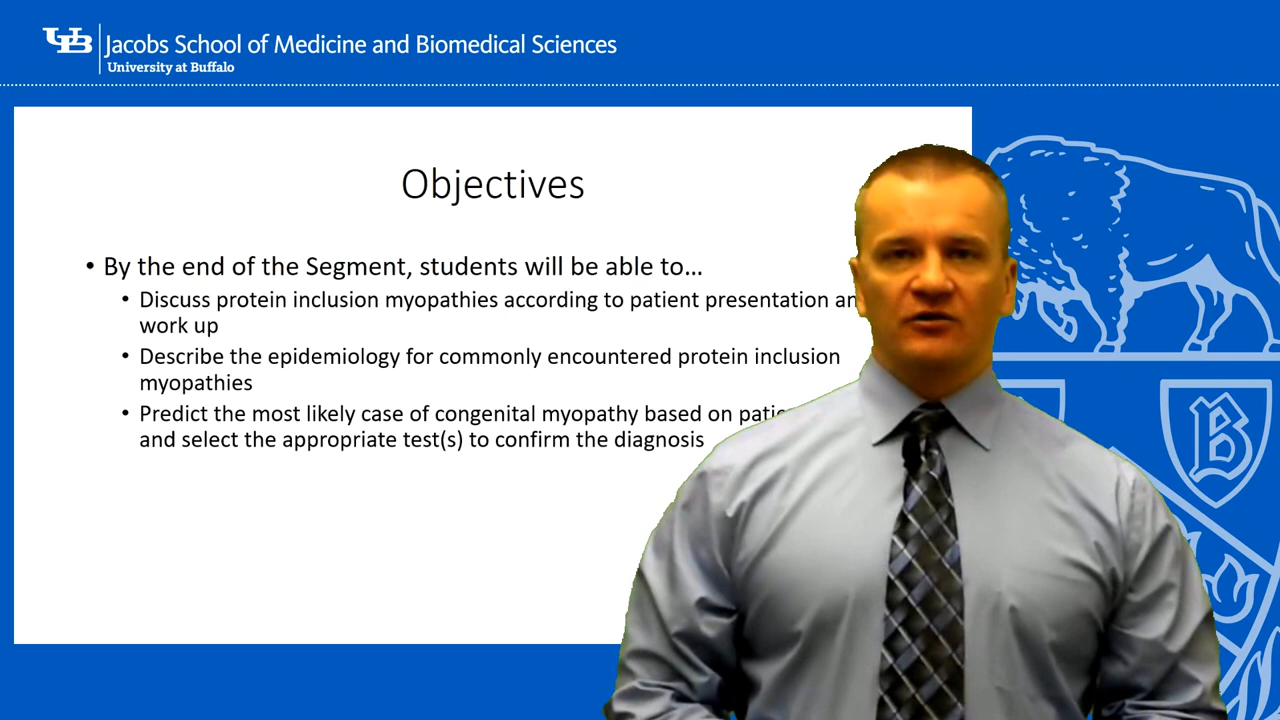 UB Jacobs School of Medicine and Biomedical Sciences
University at Buffalo
Objectives
• By the end of the Segment, students will be able to...
• Discuss protein inclusion myopathies according to patient presentation
work up
• Describe the epidemiology for commonly encountered protein inclusion
myopathies
• Predict the most likely case of congenital myopathy based on
and select the appropriate test(s) to confirm the diagnosis
B